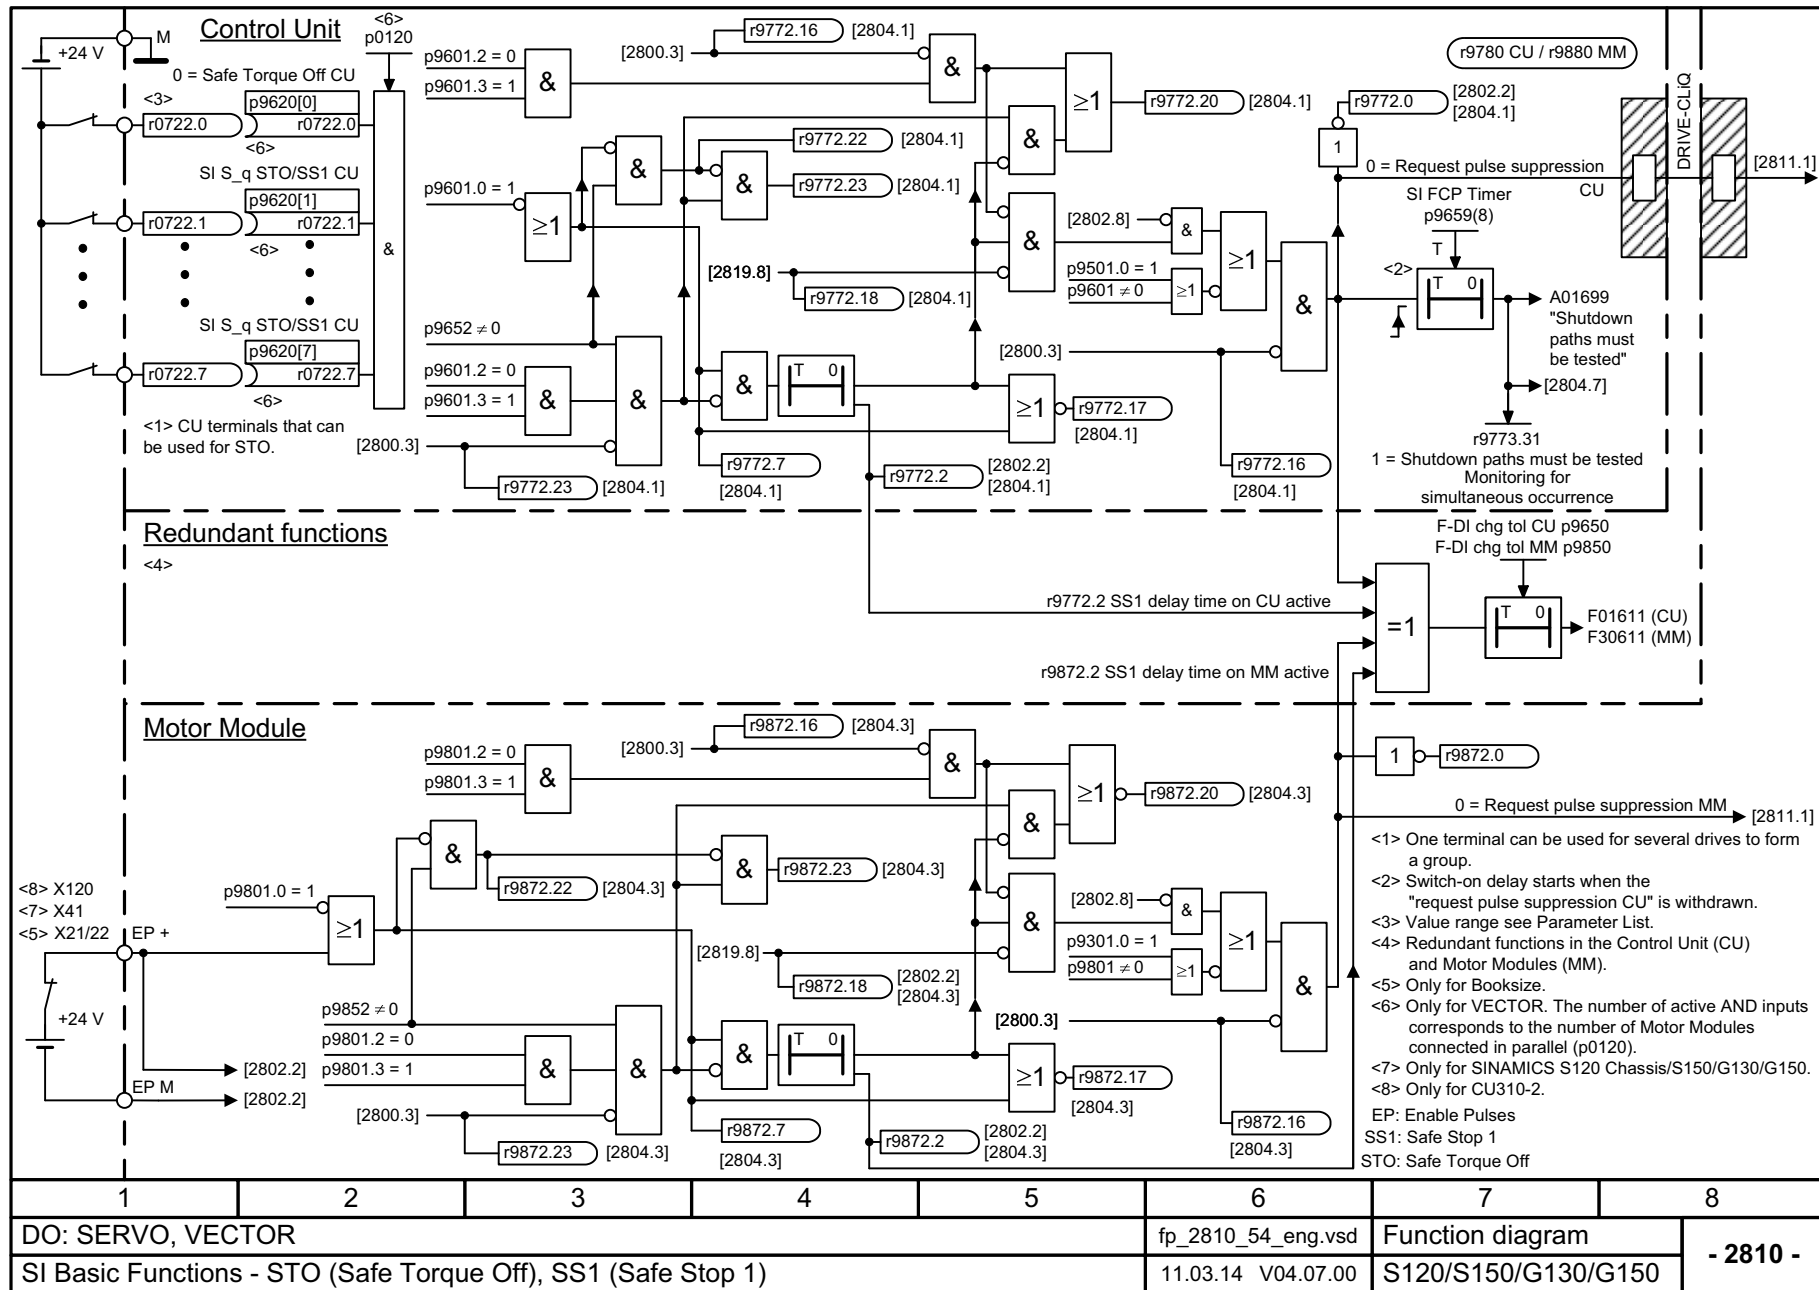 Control Unit
<6>
p0120
M
+24 V
0 = Safe Torque Off CU
<3>
p9620[0]
r0722.0
r0722.0
<6>
SI S_q STO/SS1 CU
p9620[1]
r0722.1
r0722.1
<6>
SI S_q STO/SS1 CU
p9620[7]
r0722.7
r0722.7
<6>
&
<1> CU terminals that can
be used for STO.
p9601.2 = 0
p9601.3 = 1
&
[2800.3]
r9772.16
[2804.1]
&
≥1
r9772.20
[2804.1]
p9601.0 = 1
≥1
&
r9772.22
[2804.1]
&
r9772.23
[2804.1]
&
[2819.8]
r9772.18
[2804.1]
&
[2802.8]
&
p9501.0 = 1
p9601 ≠ 0
≥1
≥1
&
[2800.3]
r9772.16
[2804.1]
p9652 ≠ 0
p9601.2 = 0
p9601.3 = 1
&
&
[2800.3]
r9772.23
[2804.1]
&
T 0
≥1
r9772.17
[2804.1]
r9772.7
[2804.1]
r9772.2
[2802.2]
[2804.1]
r9780 CU / r9880 MM
r9772.0
[2802.2]
[2804.1]
1
0 = Request pulse suppression
CU
DRIVE-CLiQ
[2811.1]
SI FCP Timer
p9659(8)
T
<2>
T 0
A01699
"Shutdown
paths must
be tested"
[2804.7]
r9773.31
1 = Shutdown paths must be tested
Monitoring for
simultaneous occurrence
Redundant functions
<4>
F-DI chg tol CU p9650
F-DI chg tol MM p9850
r9772.2 SS1 delay time on CU active
=1
T 0
F01611 (CU)
F30611 (MM)
r9872.2 SS1 delay time on MM active
Motor Module
p9801.2 = 0
p9801.3 = 1
&
[2800.3]
r9872.16
[2804.3]
&
≥1
r9872.20
[2804.3]
1
r9872.0
0 = Request pulse suppression MM
[2811.1]
<8> X120
<7> X41
<5> X21/22
EP +
+24 V
EP M
[2802.2]
[2802.2]
p9801.0 = 1
≥1
&
r9872.22
[2804.3]
&
r9872.23
[2804.3]
&
[2819.8]
r9872.18
[2802.2]
[2804.3]
&
[2802.8]
&
p9301.0 = 1
p9801 ≠ 0
≥1
≥1
&
[2800.3]
r9872.16
[2804.3]
p9852 ≠ 0
p9801.2 = 0
p9801.3 = 1
&
&
[2800.3]
r9872.23
[2804.3]
&
T 0
≥1
r9872.17
[2804.3]
r9872.7
[2804.3]
r9872.2
[2802.2]
[2804.3]
<1> One terminal can be used for several drives to form
a group.
<2> Switch-on delay starts when the
"request pulse suppression CU" is withdrawn.
<3> Value range see Parameter List.
<4> Redundant functions in the Control Unit (CU)
and Motor Modules (MM).
<5> Only for Booksize.
<6> Only for VECTOR. The number of active AND inputs
corresponds to the number of Motor Modules
connected in parallel (p0120).
<7> Only for SINAMICS S120 Chassis/S150/G130/G150.
<8> Only for CU310-2.
EP: Enable Pulses
SS1: Safe Stop 1
STO: Safe Torque Off
1 2 3 4 5 6 7 8
DO: SERVO, VECTOR
fp_2810_54_eng.vsd
Function diagram
- 2810 -
SI Basic Functions - STO (Safe Torque Off), SS1 (Safe Stop 1)
11.03.14 V04.07.00
S120/S150/G130/G150